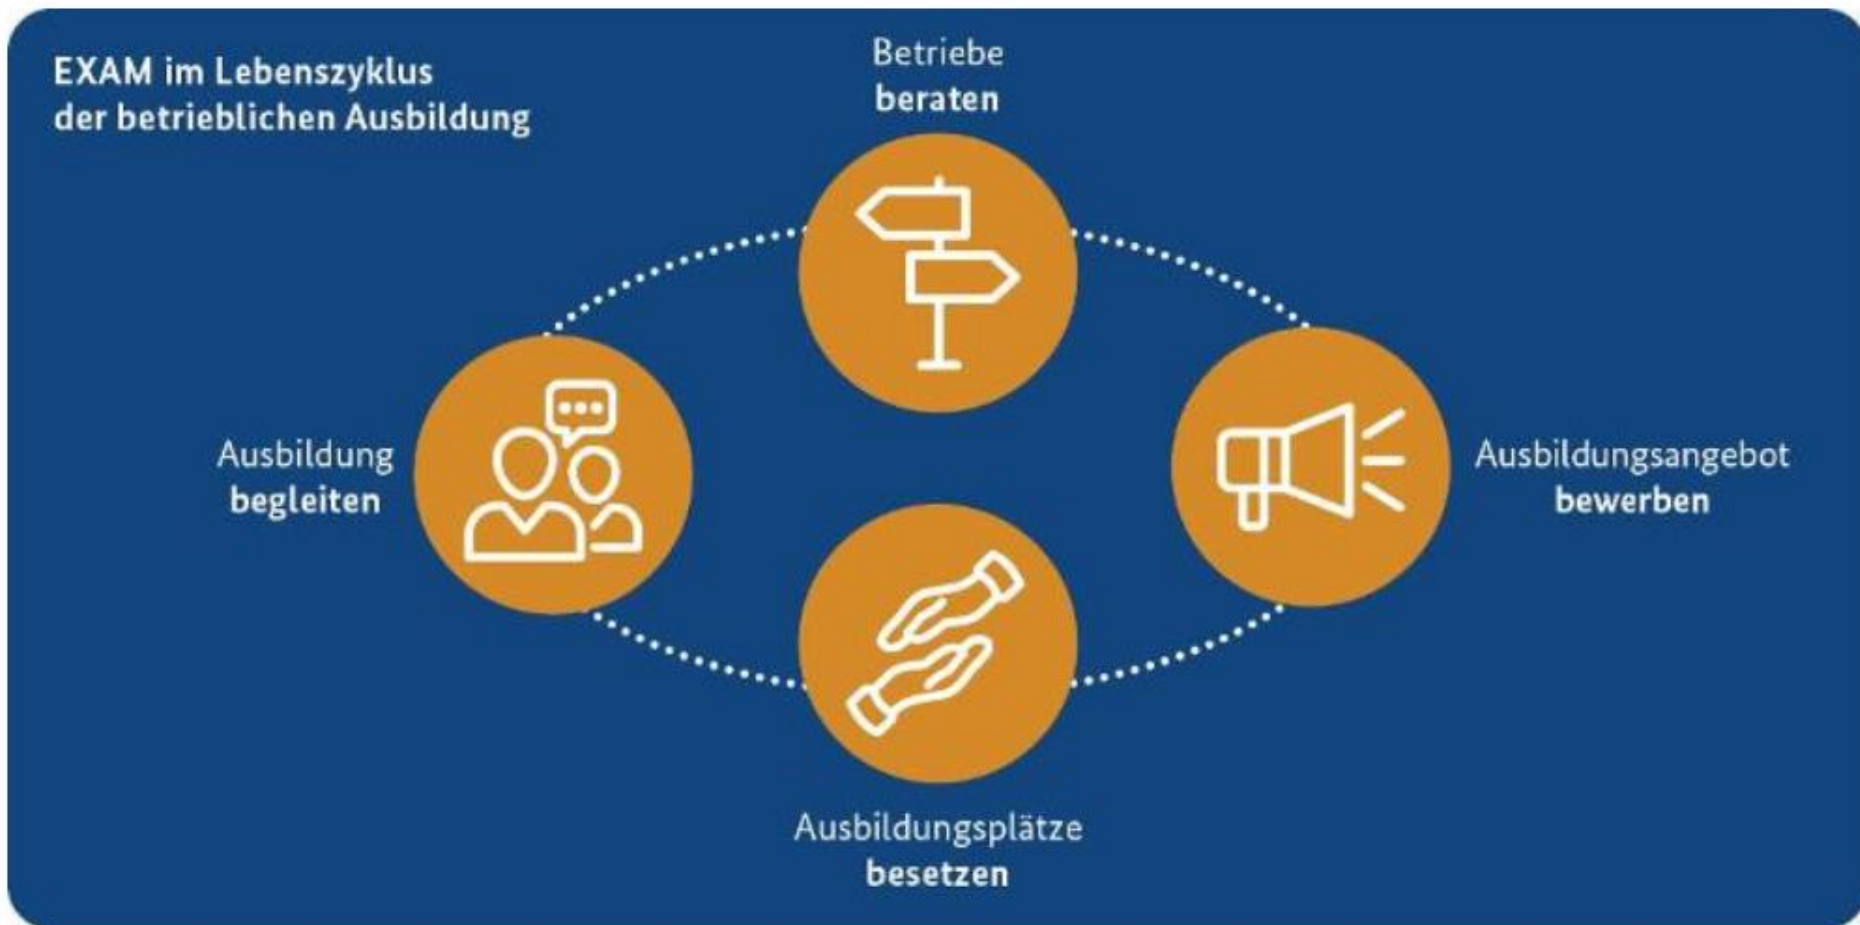 EXAM im Lebenszyklus
der betrieblichen Ausbildung
Betriebe
beraten
Ausbildung
begleiten
Ausbildungsangebot
bewerben
Ausbildungsplätze
besetzen